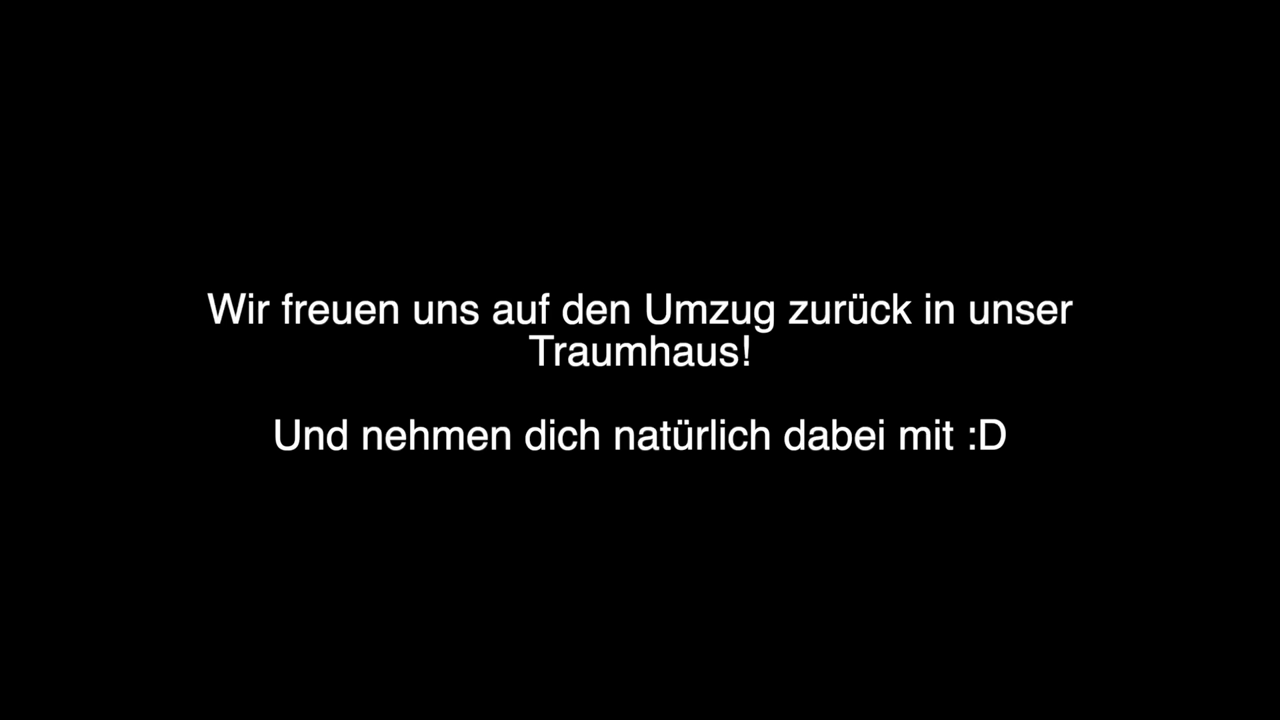 Wir freuen uns auf den Umzug zurück in unser
Traumhaus!
Und nehmen dich natürlich dabei mit :D